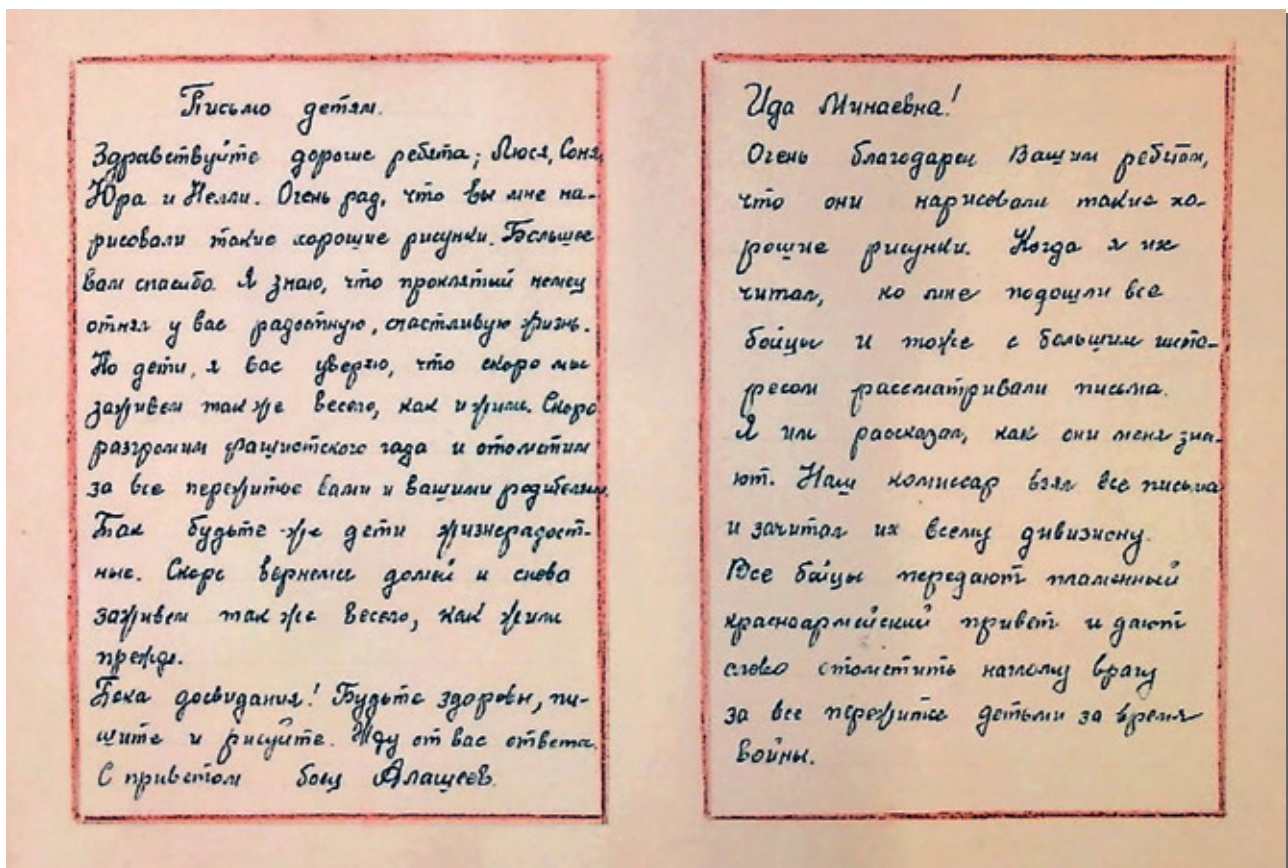 Письмо детям.
Здравствуйте дорогие ребята; Люся, Соня,
Юра и Нелли. Очень рад, что вы мне на-
рисовали такие хорошие рисунки. Большое
вам спасибо. Я знаю, что проклятый немец
отнял у вас радостную, счастливую жизнь.
Но дети, я вас уверяю, что скоро мы
заживем так же весело, как и жили. Скоро
разгромим фашистского гада и отомстим
за все пережитое вами и вашими родителями.
Так будьте же дети жизнерадост-
ные. Скоро вернемся домой и снова
заживем так же весело, как жили
прежде.
Пока досвидания! Будьте здоровы, пи-
шите и рисуйте. Жду от вас ответа.
С приветом боец Алащеев.
Ида Минаевна!
Очень благодарен Вашим ребятам,
что они нарисовали такие хо-
рошие рисунки. Когда я их
читал, ко мне подошли все
бойцы и тоже с большим инте-
ресом рассматривали письма.
Я им рассказал, как они меня зна-
ют. Наш комиссар взял все письма
и зачитал их всему дивизиону.
Все бойцы передают пламенный
красноармейский привет и дают
слово отомстить наглому врагу
за все пережитое детьми за время
войны.